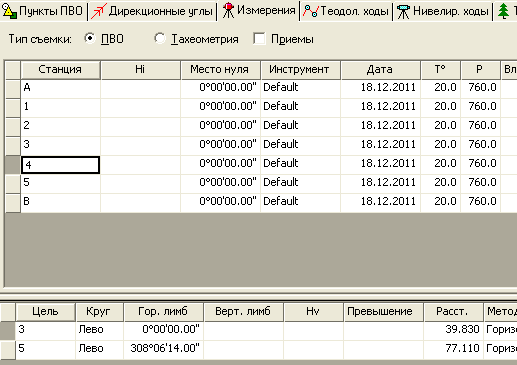 Пункты ПВО Дирекционные углы Измерения Теодол. ходы Нивелир. ходы
Тип съемки: ПВО Тахеометрия Приемы
Станция Hi Место нуля Инструмент Дата T° P Вл
A 0°00'00.00" Default 18.12.2011 20.0 760.0
1 0°00'00.00" Default 18.12.2011 20.0 760.0
2 0°00'00.00" Default 18.12.2011 20.0 760.0
3 0°00'00.00" Default 18.12.2011 20.0 760.0
4 0°00'00.00" Default 18.12.2011 20.0 760.0
5 0°00'00.00" Default 18.12.2011 20.0 760.0
B 0°00'00.00" Default 18.12.2011 20.0 760.0
Цель Круг Гор. лимб Верт. лимб Hv Превышение Расст. Метод
3 Лево 0°00'00.00" 39.830 Горизо
5 Лево 308°06'14.00" 77.110 Горизо